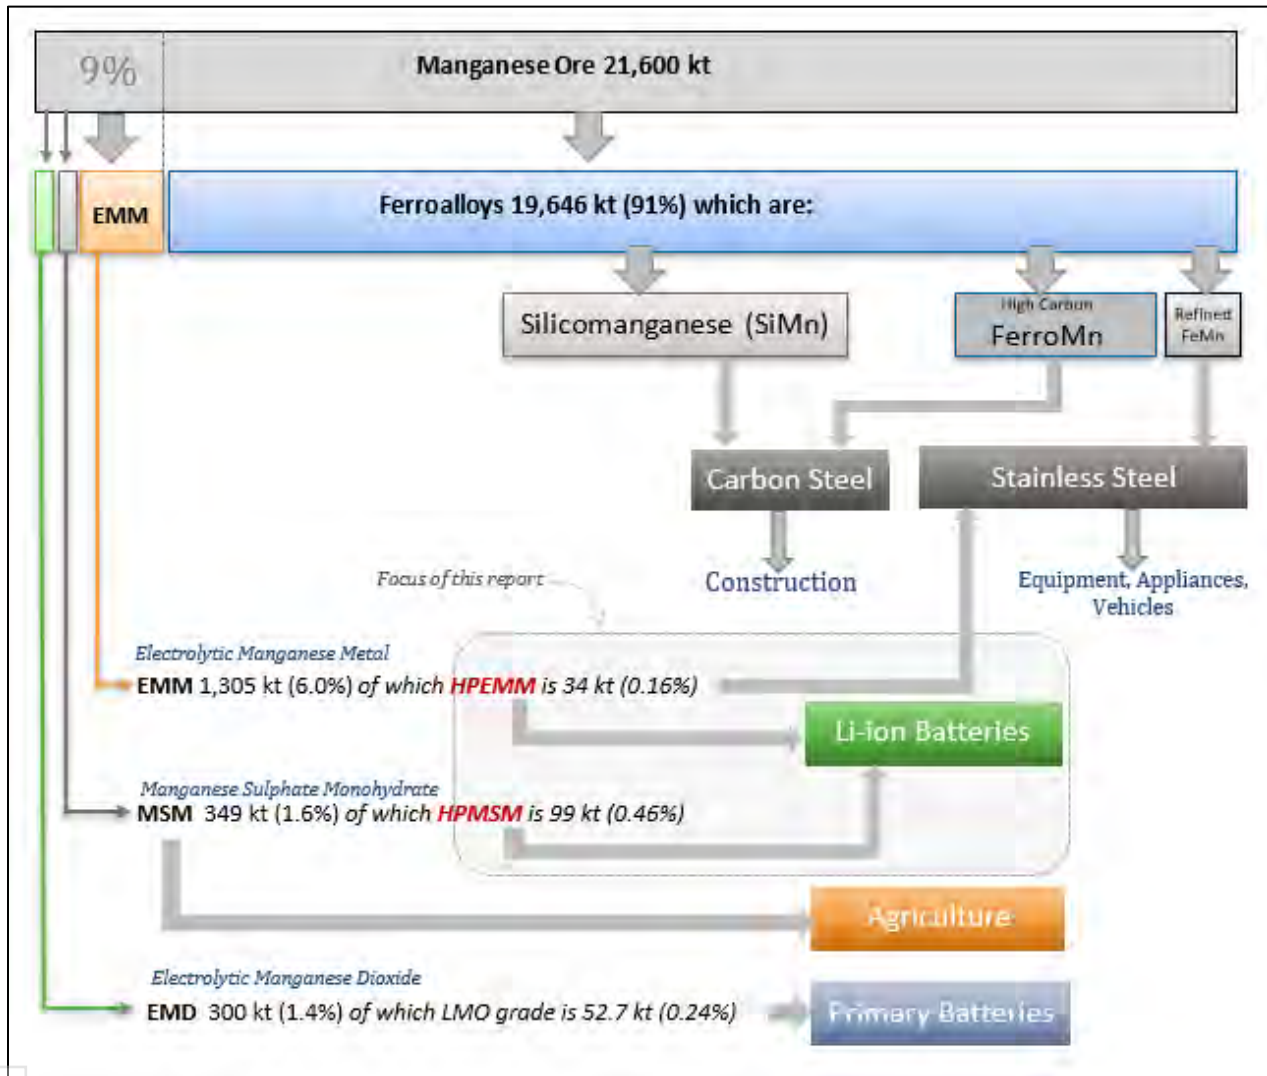 9%
Manganese Ore 21,600 kt
EMM
Ferroalloys 19,646 kt (91%) which are:
Silicomanganese (SiMn)
High Carbon
FerroMn
Refined
FeMn
Carbon Steel
Stainless Steel
Focus of this report
Construction
Equipment, Appliances,
Vehicles
Electrolytic Manganese Metal
EMM 1,305 kt (6.0%) of which HPEMM is 34 kt (0.16%)
Li-ion Batteries
Manganese Sulphate Monohydrate
MSM 349 kt (1.6%) of which HPMSM is 99 kt (0.46%)
Agriculture
Electrolytic Manganese Dioxide
EMD 300 kt (1.4%) of which LMO grade is 52.7 kt (0.24%)
Primary Batteries